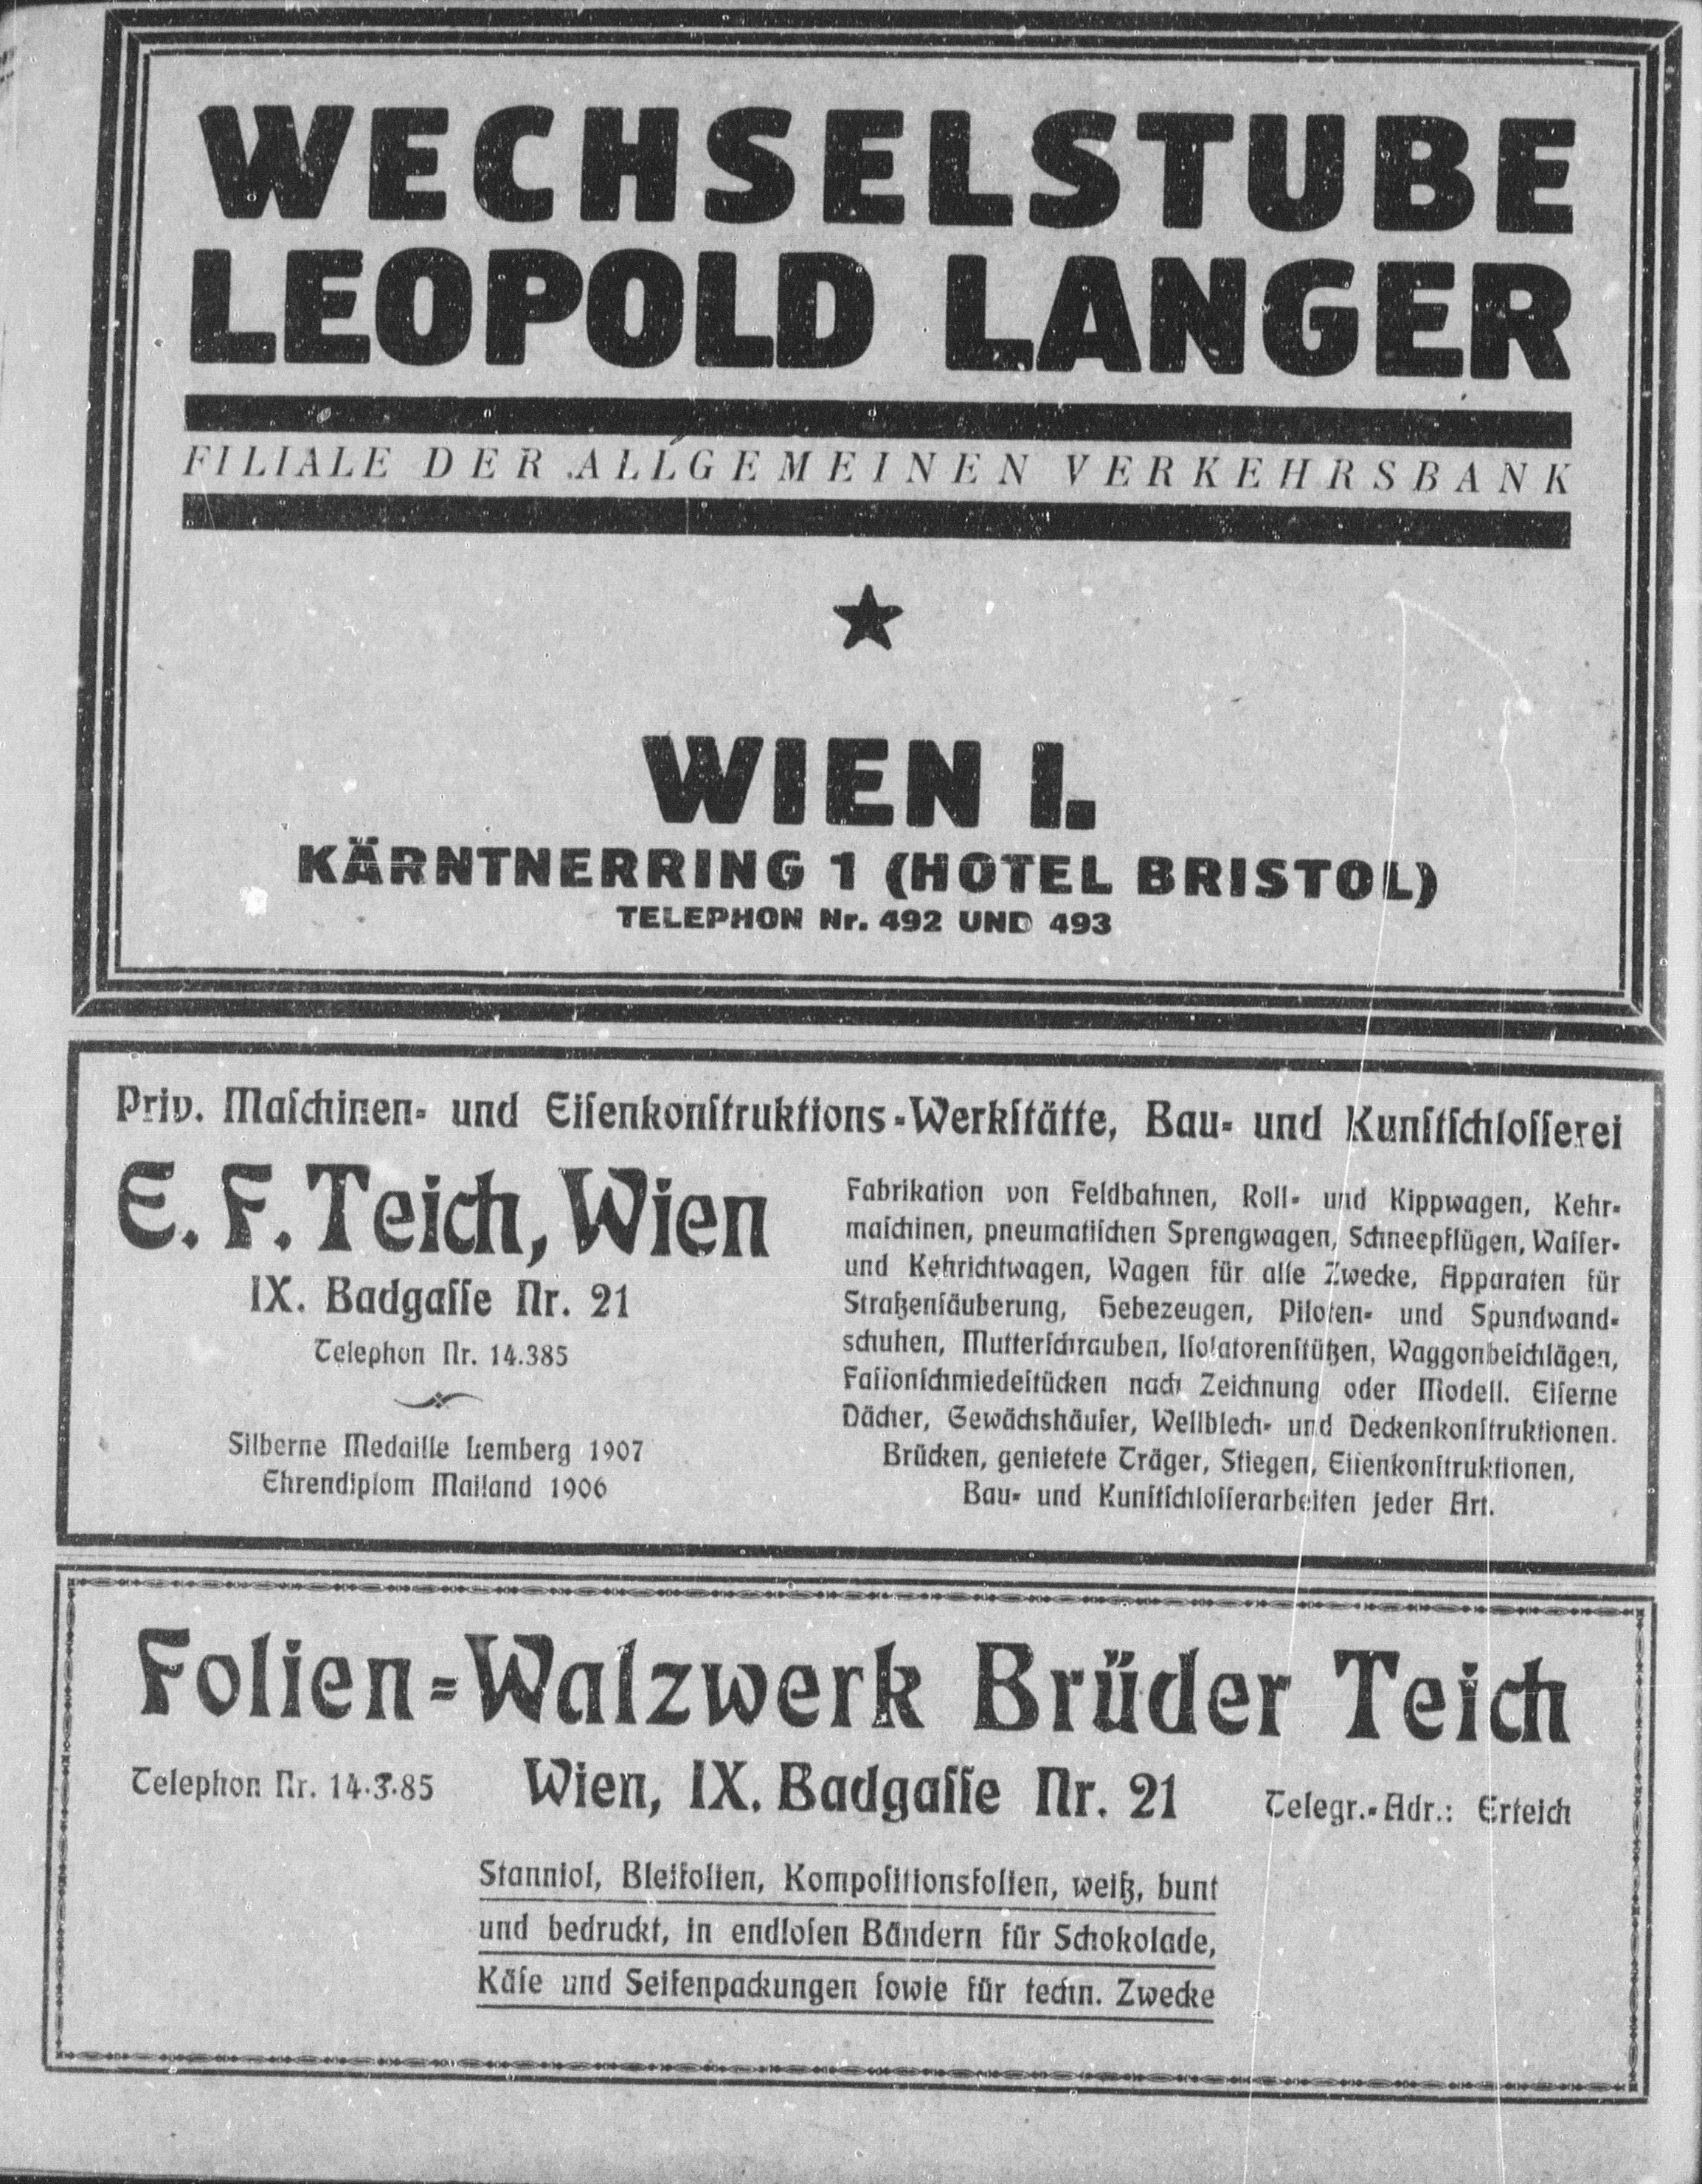 WECHSELSTUBE
LEOPOLD LANGER
FILIALE DER ALLGEMEINEN VERKEHRSBANK
WIEN I.
KÄRNTNERRING 1 (HOTEL BRISTOL)
TELEPHON Nr. 492 UND 493
Priv. Maſchinen- und Eiſenkonſtruktions-Werkſtätte, Bau- und Kunſtſchloſſerei
E. F. Teich, Wien
IX. Badgaſſe Nr. 21
Telephon Nr. 14.385
Silberne Medaille Lemberg 1907
Ehrendiplom Mailand 1906
Fabrikation von Feldbahnen, Roll- und Kippwagen, Kehr-
maſchinen, pneumatiſchen Sprengwagen, Schneepflügen, Waſſer-
und Kehrichtwagen, Wagen für alle Zwecke, Apparaten für
Straßenſäuberung, Hebezeugen, Piloten- und Spundwand-
schuhen, Mutterſchrauben, Iſolatorenſtützen, Waggonbeſchlägen,
Faſſionſchmiedeſtücken nach Zeichnung oder Modell. Eiſerne
Dächer, Gewächshäuſer, Wellblech- und Deckenkonſtruktionen.
Brücken, genietete Träger, Stiegen, Eiſenkonſtruktionen,
Bau- und Kunſtſchloſſerarbeiten jeder Art.
Folien-Walzwerk Brüder Teich
Telephon Nr. 14.3.85 Wien, IX. Badgaſſe Nr. 21 Telegr.-Adr.: Erteich
Stanniol, Bleifolien, Kompoſitionsfolien, weiß, bunt
und bedruckt, in endloſen Bändern für Schokolade,
Käſe und Seifenpackungen ſowie für techn. Zwecke